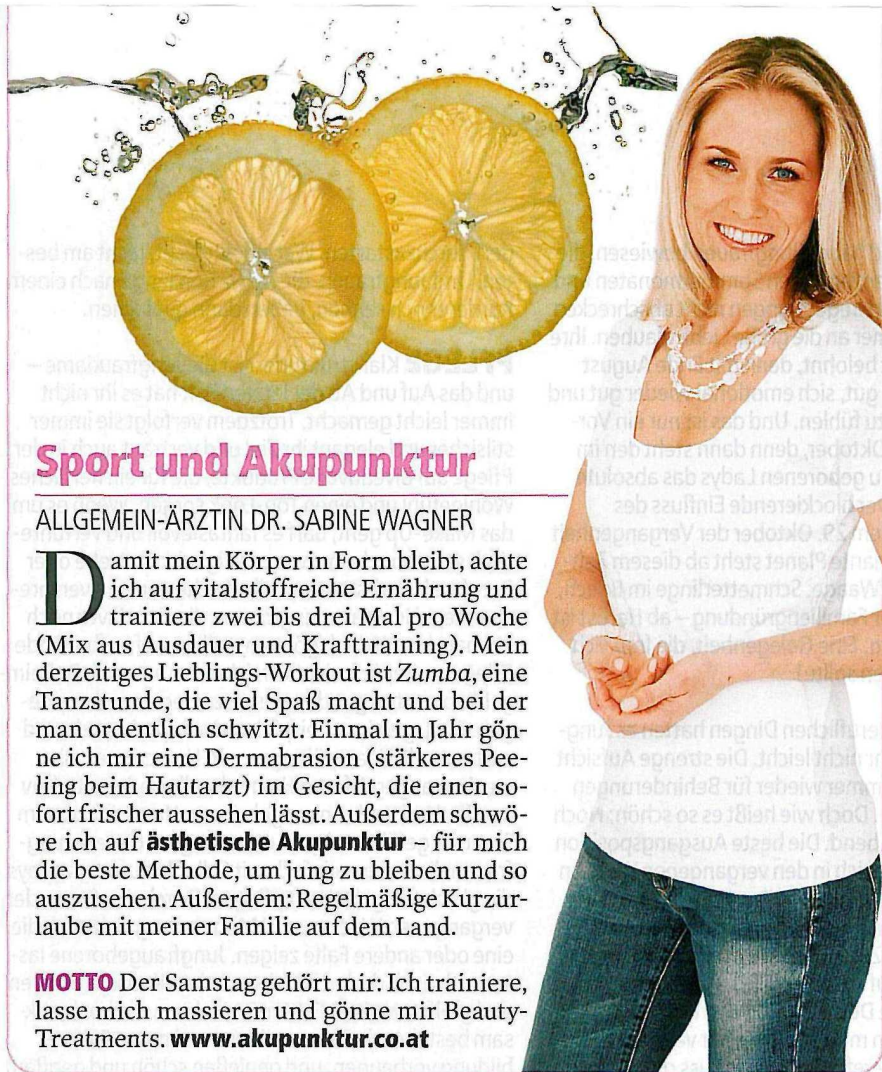 Sport und Akupunktur
ALLGEMEIN-ÄRZTIN DR. SABINE WAGNER
Damit mein Körper in Form bleibt, achte
ich auf vitalstoffreiche Ernährung und
trainiere zwei bis drei Mal pro Woche
(Mix aus Ausdauer und Krafttraining). Mein
derzeitiges Lieblings-Workout ist Zumba, eine
Tanzstunde, die viel Spaß macht und bei der
man ordentlich schwitzt. Einmal im Jahr gön-
ne ich mir eine Dermabrasion (stärkeres Pee-
ling beim Hautarzt) im Gesicht, die einen so-
fort frischer aussehen lässt. Außerdem schwö-
re ich auf ästhetische Akupunktur – für mich
die beste Methode, um jung zu bleiben und so
auszusehen. Außerdem: Regelmäßige Kurzur-
laube mit meiner Familie auf dem Land.
MOTTO Der Samstag gehört mir: Ich trainiere,
lasse mich massieren und gönne mir Beauty-
Treatments. www.akupunktur.co.at